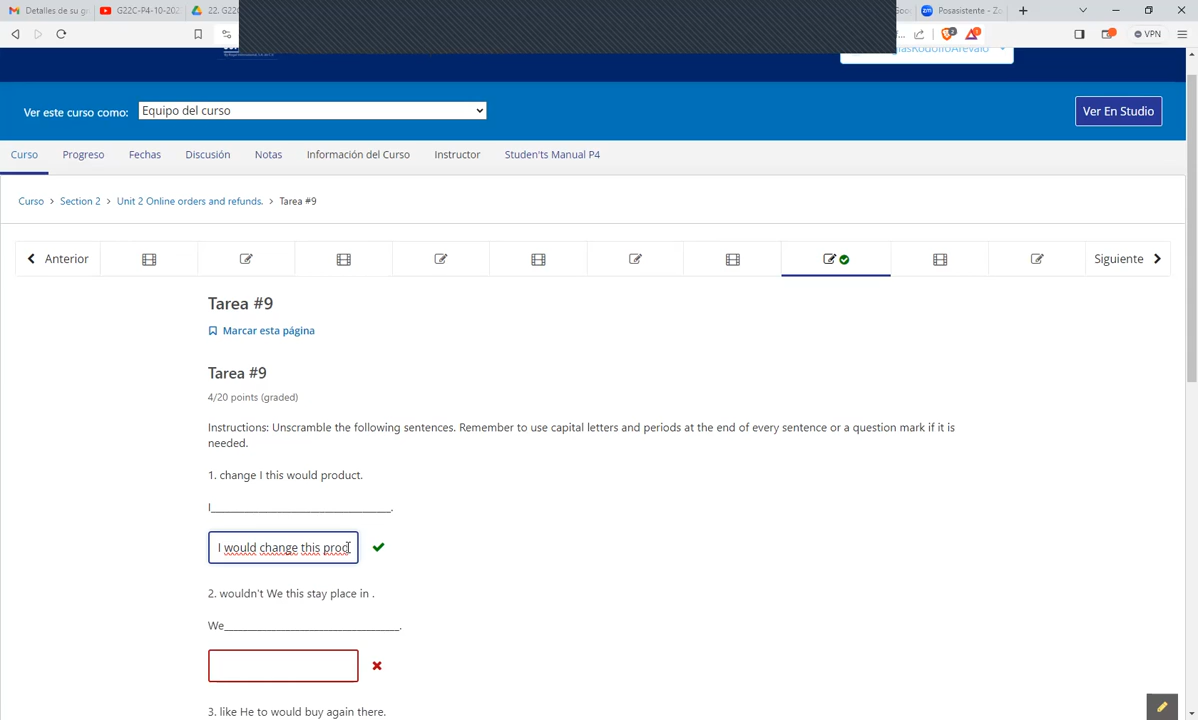 Detalles de su g
G22C-P4-10-202
22. G22C
Goo
Posasistente - Zo
VPN
Ver este curso como:
Equipo del curso
Ver En Studio
Curso
Progreso
Fechas
Discusión
Notas
Información del Curso
Instructor
Studen'ts Manual P4
Curso > Section 2 > Unit 2 Online orders and refunds. > Tarea #9
Anterior
Siguiente
Tarea #9
Marcar esta página
Tarea #9
4/20 points (graded)
Instructions: Unscramble the following sentences. Remember to use capital letters and periods at the end of every sentence or a question mark if it is
needed.
1. change I this would product.
I___________________________________.
I would change this prod
2. wouldn't We this stay place in .
We__________________________________.
3. like He to would buy again there.